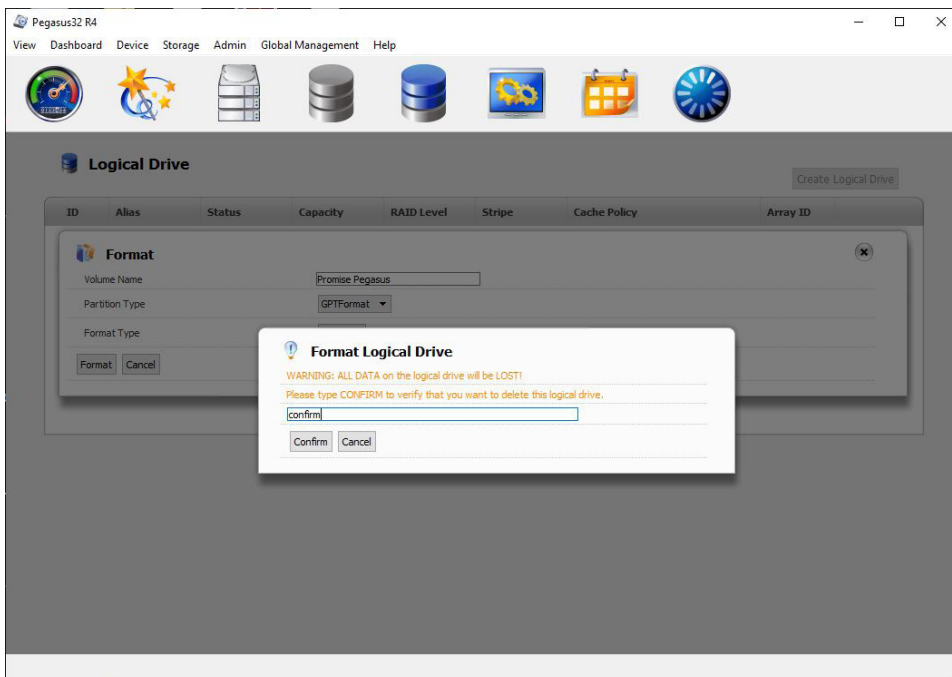 Pegasus32 R4
View Dashboard Device Storage Admin Global Management Help
Logical Drive
Create Logical Drive
ID Alias Status Capacity RAID Level Stripe Cache Policy Array ID
Format
Volume Name Promise Pegasus
Partition Type GPTFormat
Format Type
Format Cancel
Format Logical Drive
WARNING: ALL DATA on the logical drive will be LOST!
Please type CONFIRM to verify that you want to delete this logical drive.
confirm
Confirm Cancel